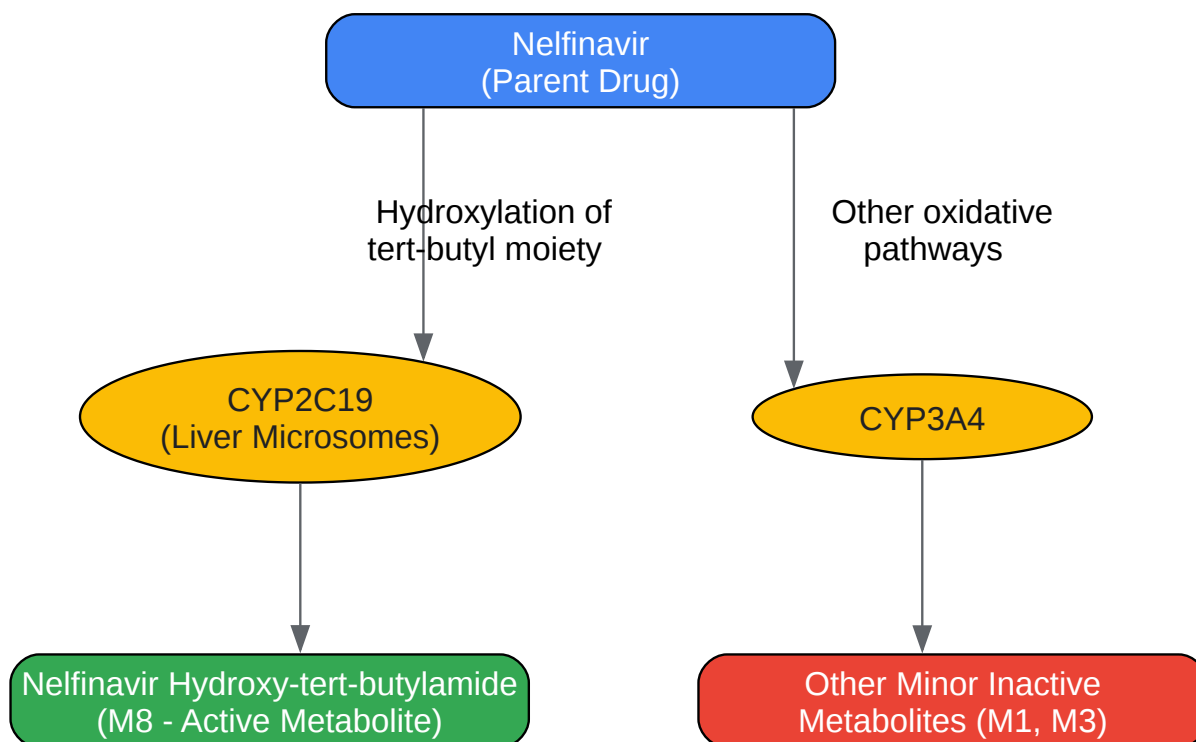 Nelfinavir
(Parent Drug)
Hydroxylation of
tert-butyl moiety
Other oxidative
pathways
CYP2C19
(Liver Microsomes)
CYP3A4
Nelfinavir Hydroxy-tert-butylamide
(M8 - Active Metabolite)
Other Minor Inactive
Metabolites (M1, M3)